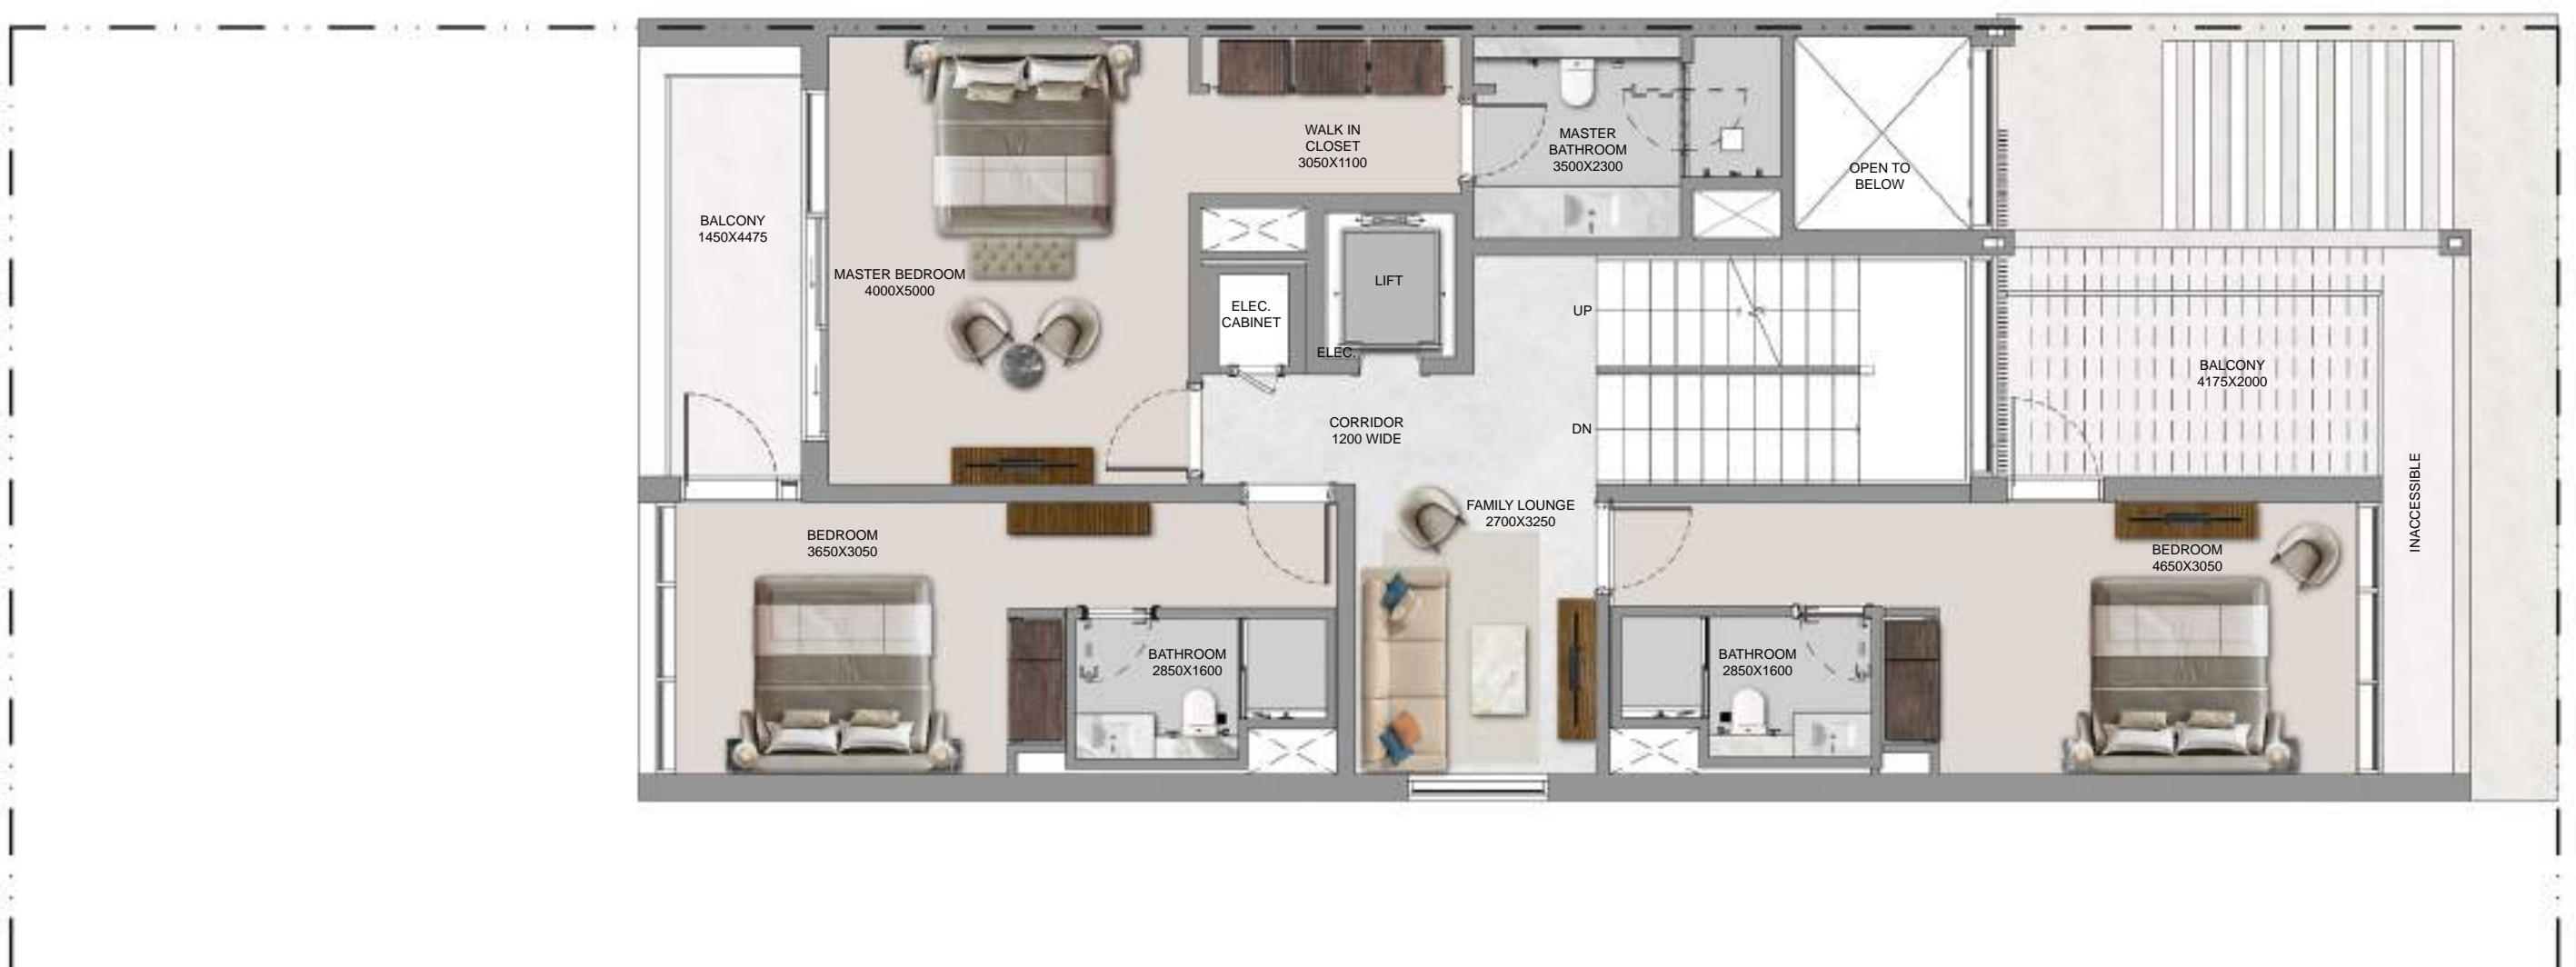 WALK IN
CLOSET
3050X1100
MASTER
BATHROOM
3500X2300
OPEN TO
BELOW
BALCONY
1450X4475
MASTER BEDROOM
4000X5000
LIFT
ELEC.
CABINET
ELEC.
UP
DN
BALCONY
4175X2000
CORRIDOR
1200 WIDE
INACCESSIBLE
FAMILY LOUNGE
2700X3250
BEDROOM
3650X3050
BEDROOM
4650X3050
BATHROOM
2850X1600
BATHROOM
2850X1600